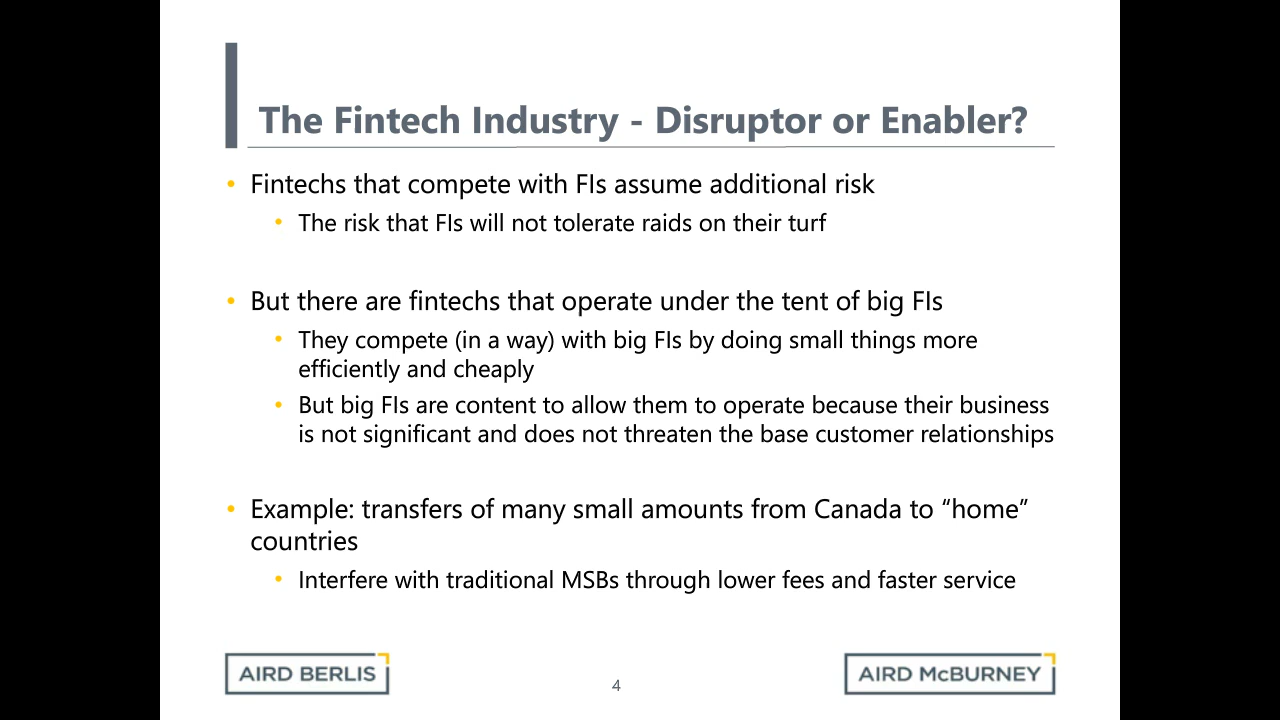 The Fintech Industry - Disruptor or Enabler?
• Fintechs that compete with FIs assume additional risk
• The risk that FIs will not tolerate raids on their turf
• But there are fintechs that operate under the tent of big FIs
• They compete (in a way) with big FIs by doing small things more
efficiently and cheaply
• But big FIs are content to allow them to operate because their business
is not significant and does not threaten the base customer relationships
• Example: transfers of many small amounts from Canada to “home”
countries
• Interfere with traditional MSBs through lower fees and faster service
AIRD BERLIS
4
AIRD McBURNEY